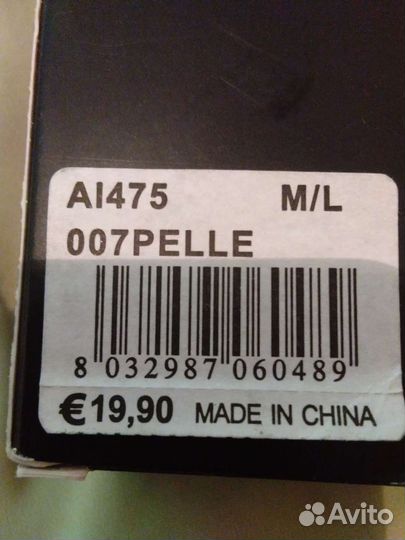 AI475 M/L
007PELLE
8 032987 060489
€19,90 MADE IN CHINA
Avito